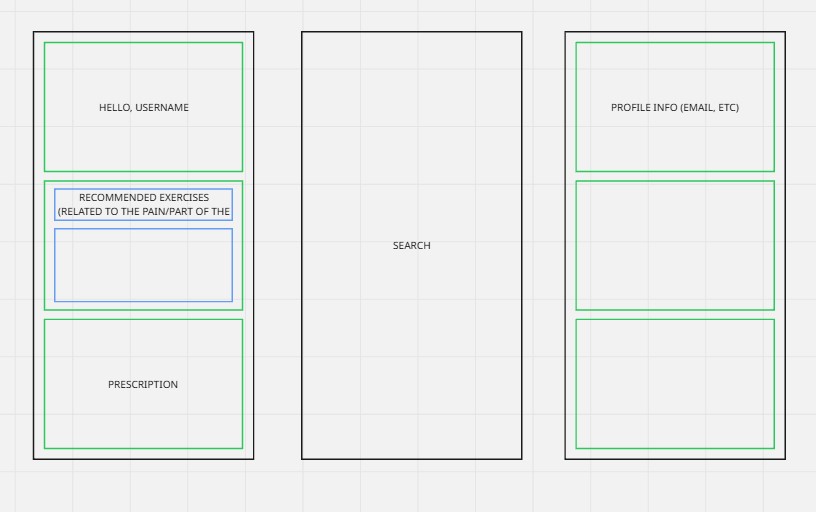 HELLO, USERNAME
RECOMMENDED EXERCISES
(RELATED TO THE PAIN/PART OF THE
PRESCRIPTION
SEARCH
PROFILE INFO (EMAIL, ETC)